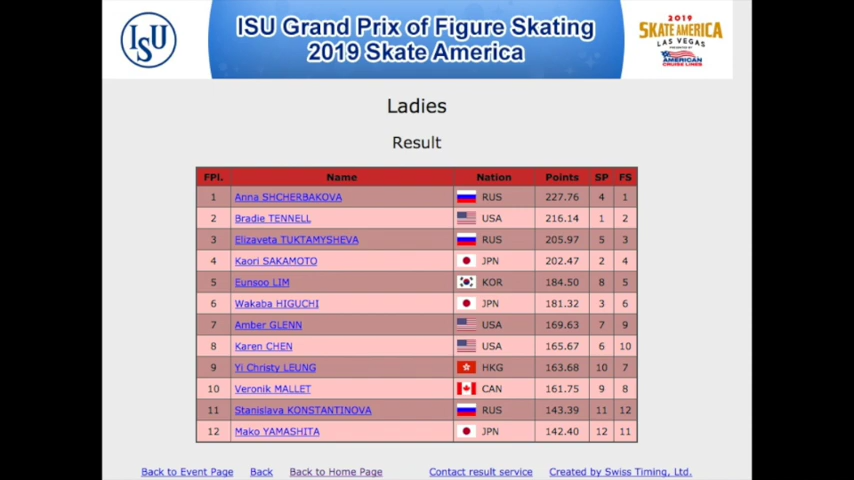 ISU
ISU Grand Prix of Figure Skating
2019 Skate America
2019
SKATE AMERICA
LAS VEGAS
PRESENTED BY
AMERICAN
CRUISE LINES
Ladies
Result
FPl. Name Nation Points SP FS
1 Anna SHCHERBAKOVA RUS 227.76 4 1
2 Bradie TENNELL USA 216.14 1 2
3 Elizaveta TUKTAMYSHEVA RUS 205.97 5 3
4 Kaori SAKAMOTO JPN 202.47 2 4
5 Eunsoo LIM KOR 184.50 8 5
6 Wakaba HIGUCHI JPN 181.32 3 6
7 Amber GLENN USA 169.63 7 9
8 Karen CHEN USA 165.67 6 10
9 Yi Christy LEUNG HKG 163.68 10 7
10 Veronik MALLET CAN 161.75 9 8
11 Stanislava KONSTANTINOVA RUS 143.39 11 12
12 Mako YAMASHITA JPN 142.40 12 11
Back to Event Page Back Back to Home Page Contact result service Created by Swiss Timing, Ltd.